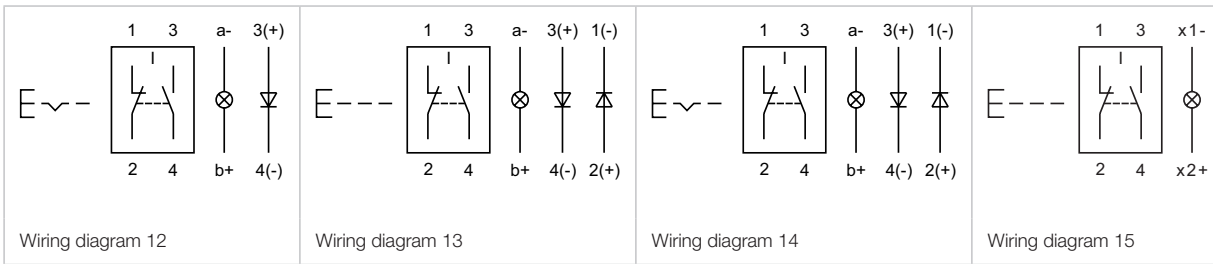 1 3 a- 3(+)
2 4 b+ 4(-)
Wiring diagram 12
1 3 a- 3(+) 1(-)
2 4 b+ 4(-) 2(+)
Wiring diagram 13
1 3 a- 3(+) 1(-)
2 4 b+ 4(-) 2(+)
Wiring diagram 14
1 3 x1-
2 4 x2+
Wiring diagram 15